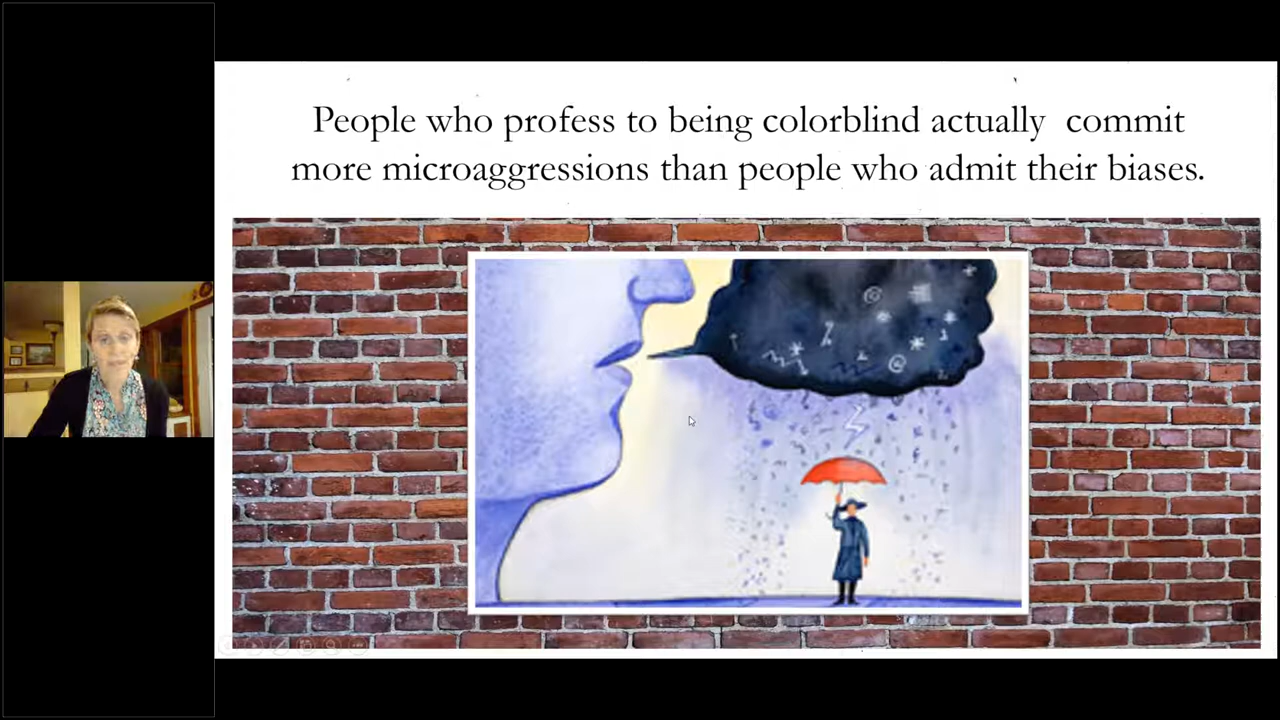 People who profess to being colorblind actually commit
more microaggressions than people who admit their biases.